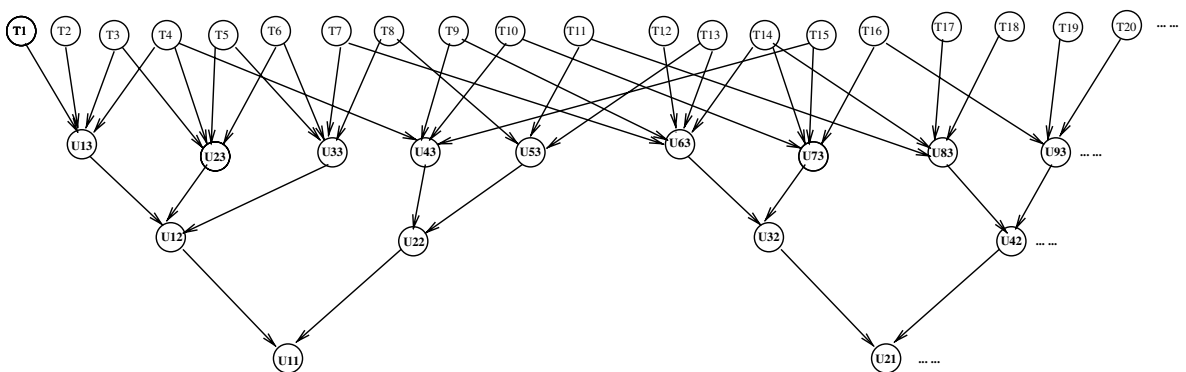 T1 T2 T3 T4 T5 T6 T7 T8 T9 T10 T11 T12 T13 T14 T15 T16 T17 T18 T19 T20 ... ...
U13 U23 U33 U43 U53 U63 U73 U83 U93 ... ...
U12 U22 U32 U42 ... ...
U11 U21 ... ...